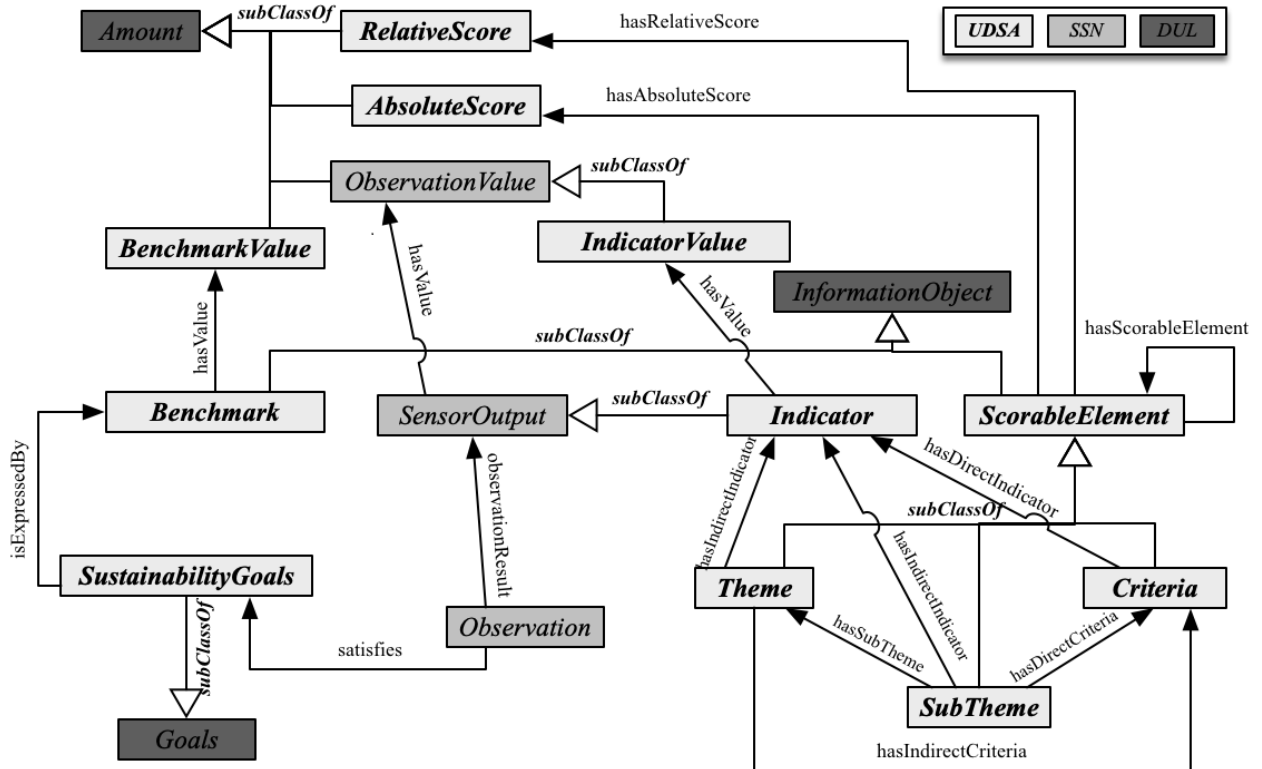 subClassOf
Amount
RelativeScore
hasRelativeScore
UDSA
SSN
DUL
AbsoluteScore
hasAbsoluteScore
subClassOf
ObservationValue
BenchmarkValue
IndicatorValue
hasValue
hasValue
hasValue
InformationObject
subClassOf
hasScorableElement
Benchmark
SensorOutput
subClassOf
Indicator
ScorableElement
isExpressedBy
observationResult
hasIndirectIndicator
hasDirectIndicator
subClassOf
hasIndirectIndicator
SustainabilityGoals
Theme
Criteria
subClassOf
Observation
satisfies
hasSubTheme
hasDirectCriteria
SubTheme
Goals
hasIndirectCriteria